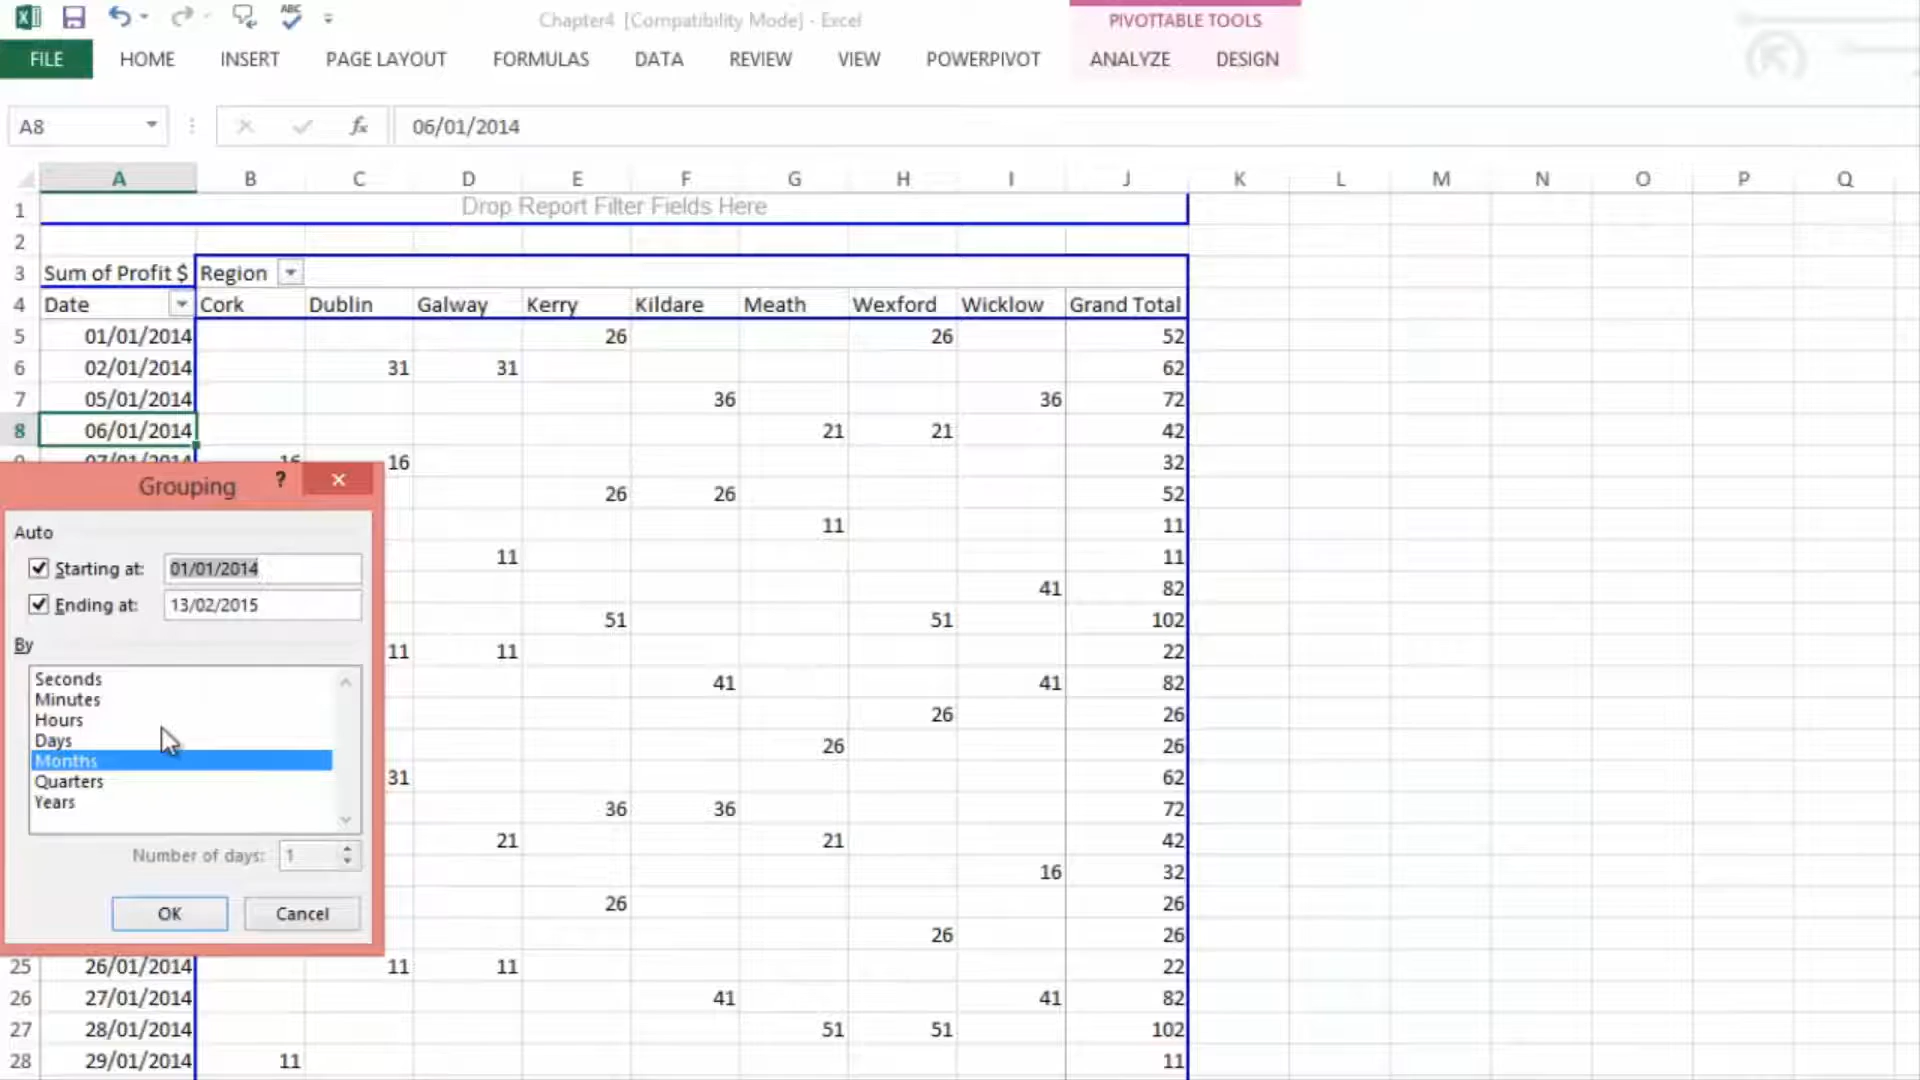 ABC
Chapter4 [Compatibility Mode] - Excel
PIVOTTABLE TOOLS
FILE HOME INSERT PAGE LAYOUT FORMULAS DATA REVIEW VIEW POWERPIVOT ANALYZE DESIGN
A8 fx 06/01/2014
A B C D E F G H I J K L M N O P Q
1 Drop Report Filter Fields Here
2
3 Sum of Profit $ Region
4 Date Cork Dublin Galway Kerry Kildare Meath Wexford Wicklow Grand Total
5 01/01/2014 26 26 52
6 02/01/2014 31 31 62
7 05/01/2014 36 36 72
8 06/01/2014 21 21 42
9 07/01/2014 16 16 32
26 26 52
11 11
11 11
41 82
51 51 102
11 11 22
41 41 82
26 26
26 26
31 62
36 36 72
21 21 42
16 32
26 26
26 26
25 26/01/2014 11 11 22
26 27/01/2014 41 41 82
27 28/01/2014 51 51 102
28 29/01/2014 11 11
Grouping ?
Auto
Starting at: 01/01/2014
Ending at: 13/02/2015
By
Seconds
Minutes
Hours
Days
Months
Quarters
Years
Number of days: 1
OK Cancel